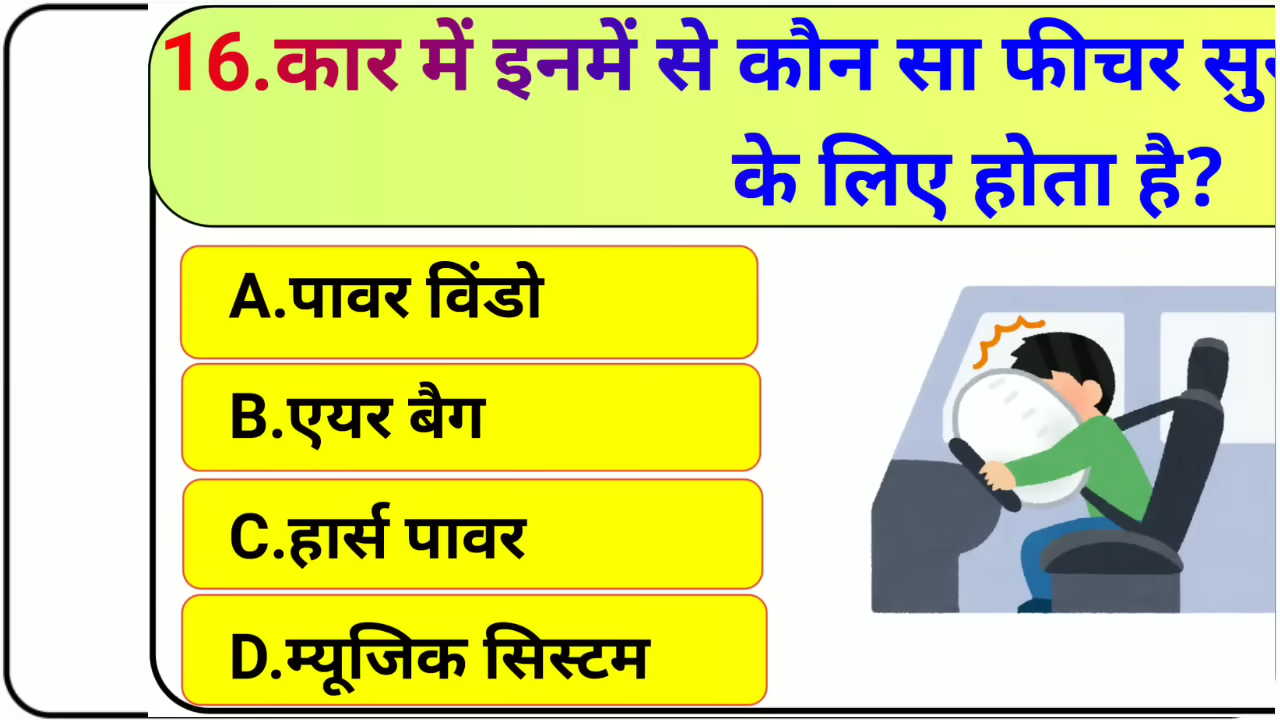 16.कार में इनमें से कौन सा फीचर
के लिए होता है?
A.पावर विंडो
B.एयर बैग
C.हार्स पावर
D.म्यूजिक सिस्टम